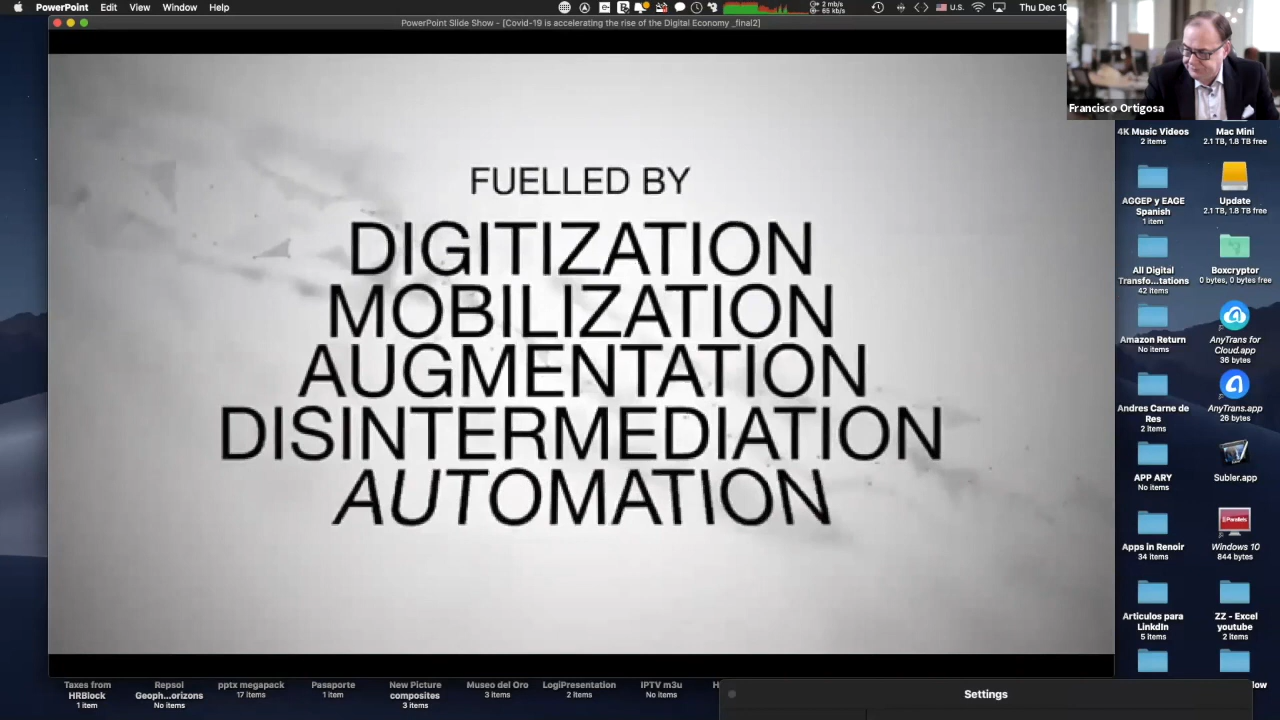 PowerPoint Edit View Window Help
2 mb/s
65 kb/s
U.S.
Thu Dec 10
PowerPoint Slide Show - [Covid-19 is accelerating the rise of the Digital Economy _final2]
Francisco Ortigosa
FUELLED BY
DIGITIZATION
MOBILIZATION
AUGMENTATION
DISINTERMEDIATION
AUTOMATION
4K Music Videos
2 items
Mac Mini
2.1 TB, 1.8 TB free
AGGEP y EAGE
Spanish
1 item
Update
2.1 TB, 1.8 TB free
All Digital
Transfo...tations
42 items
Boxcryptor
0 bytes, 0 bytes free
Amazon Return
No items
AnyTrans for
Cloud.app
36 bytes
Andres Carne de
Res
2 items
AnyTrans.app
26 bytes
APP ARY
No items
Subler.app
Apps in Renoir
34 items
Parallels
Windows 10
844 bytes
Articulos para
LinkdIn
5 items
ZZ - Excel
youtube
2 items
Taxes from
HRBlock
1 item
Repsol
Geoph...orizons
No items
pptx megapack
17 items
Pasaporte
1 item
New Picture
composites
3 items
Museo del Oro
3 items
LogiPresentation
2 items
IPTV m3u
No items
Settings